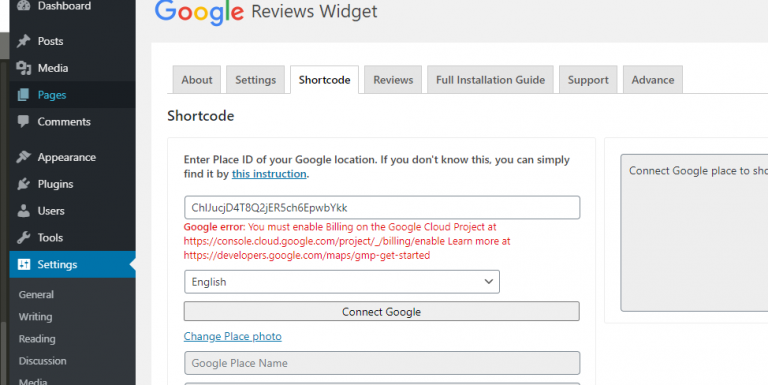 Dashboard
Posts
Media
Pages
Comments
Appearance
Plugins
Users
Tools
Settings
General
Writing
Reading
Discussion
Media
Google Reviews Widget
About
Settings
Shortcode
Reviews
Full Installation Guide
Support
Advance
Shortcode
Enter Place ID of your Google location. If you don't know this, you can simply
find it by this instruction.
ChIJucjD4T8Q2jER5ch6EpwbYkk
Google error: You must enable Billing on the Google Cloud Project at
https://console.cloud.google.com/project/_/billing/enable Learn more at
https://developers.google.com/maps/gmp-get-started
English
Connect Google
Change Place photo
Google Place Name
Connect Google place to sho